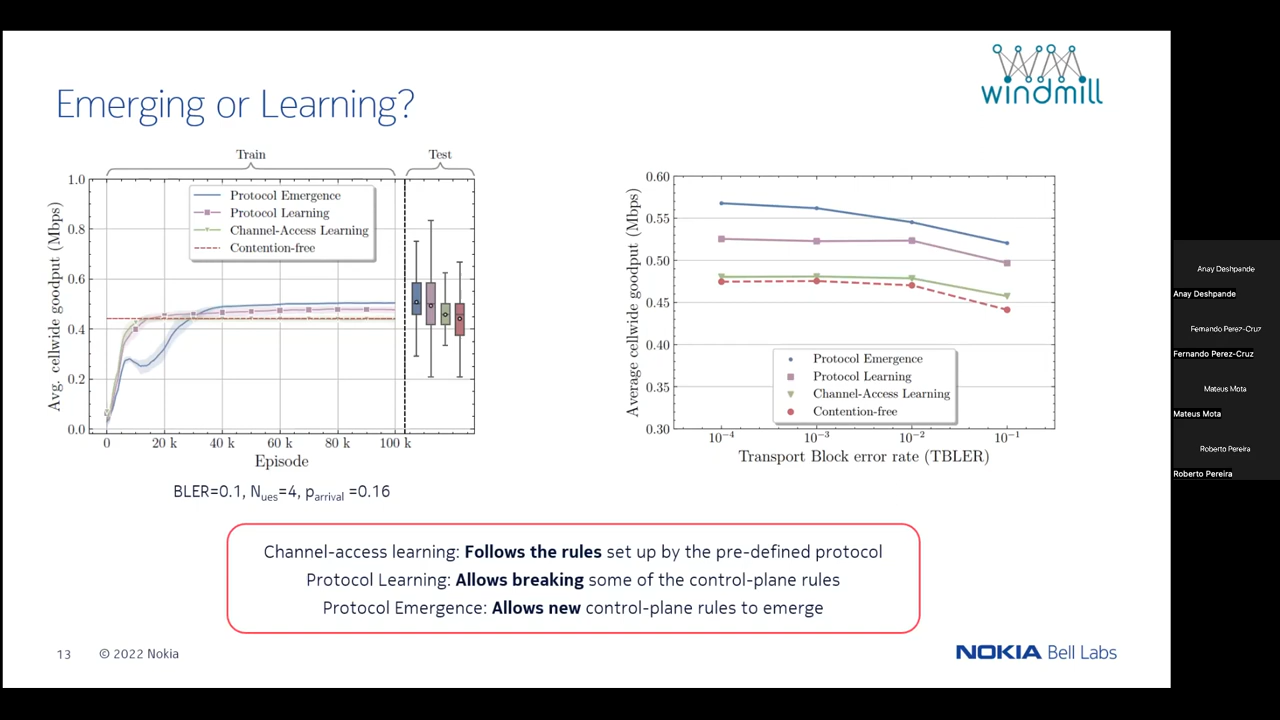 windmill
Emerging or Learning?
Train
Test
Protocol Emergence
Protocol Learning
Channel-Access Learning
Contention-free
1.0
0.8
0.6
0.4
0.2
0.0
Avg. cellwide goodput (Mbps)
0
20 k
40 k
60 k
80 k
100 k
Episode
BLER=0.1, Nues=4, parrival =0.16
0.60
0.55
0.50
0.45
0.40
0.35
0.30
Average cellwide goodput (Mbps)
Protocol Emergence
Protocol Learning
Channel-Access Learning
Contention-free
10⁻⁴
10⁻³
10⁻²
10⁻¹
Transport Block error rate (TBLER)
Channel-access learning: Follows the rules set up by the pre-defined protocol
Protocol Learning: Allows breaking some of the control-plane rules
Protocol Emergence: Allows new control-plane rules to emerge
13 © 2022 Nokia
NOKIA Bell Labs
Anay Deshpande
Anay Deshpande
Fernando Perez-Cruz
Fernando Perez-Cruz
Mateus Mota
Mateus Mota
Roberto Pereira
Roberto Pereira